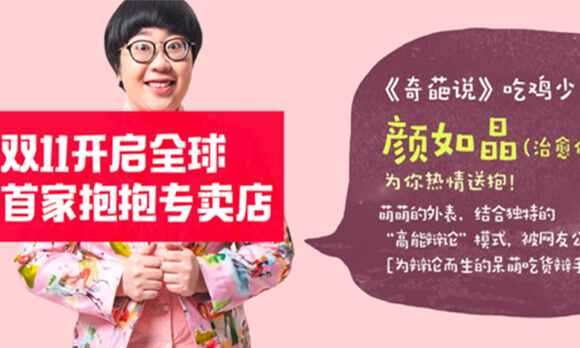 双11开启全球
首家抱抱专卖店
《奇葩说》吃鸡少
颜如晶(治愈
为你热情送抱！
萌萌的外表，结合独特的
“高能辩论”模式，被网友
[为辩论而生的呆萌吃货辩手